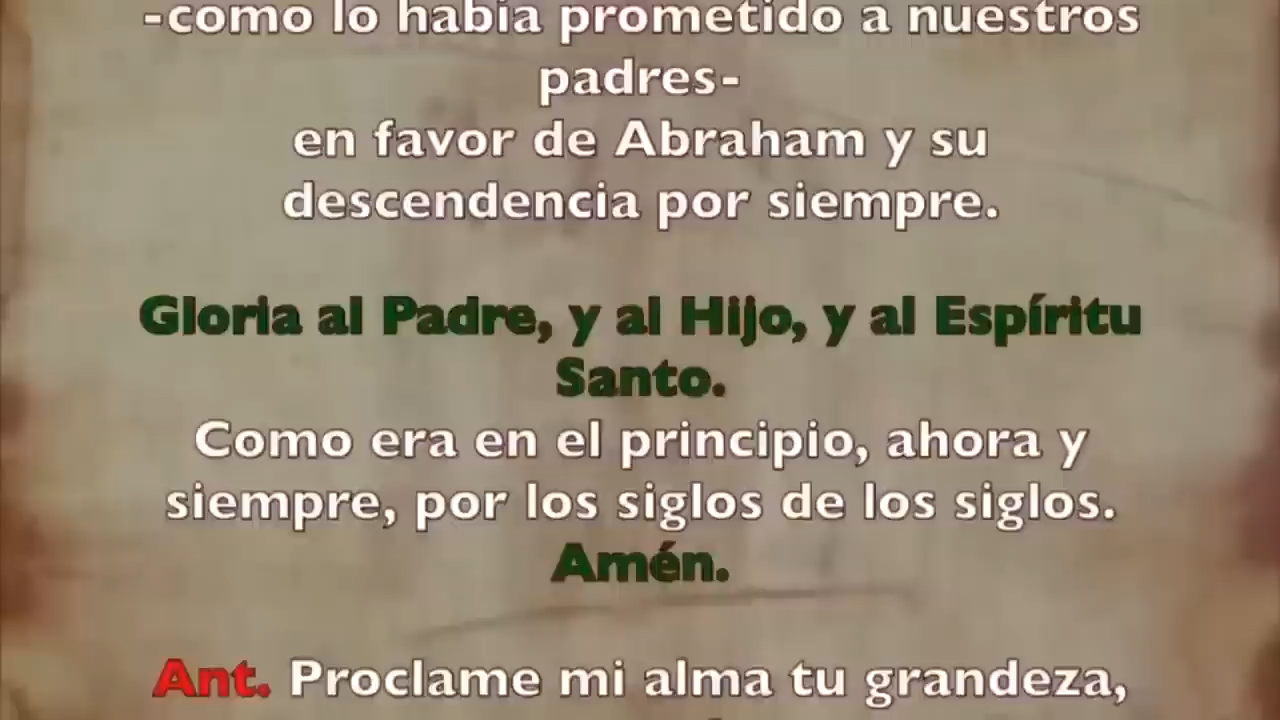 -como lo había prometido a nuestros
padres-
en favor de Abraham y su
descendencia por siempre.
Gloria al Padre, y al Hijo, y al Espíritu
Santo.
Como era en el principio, ahora y
siempre, por los siglos de los siglos.
Amén.
Ant. Proclame mi alma tu grandeza,